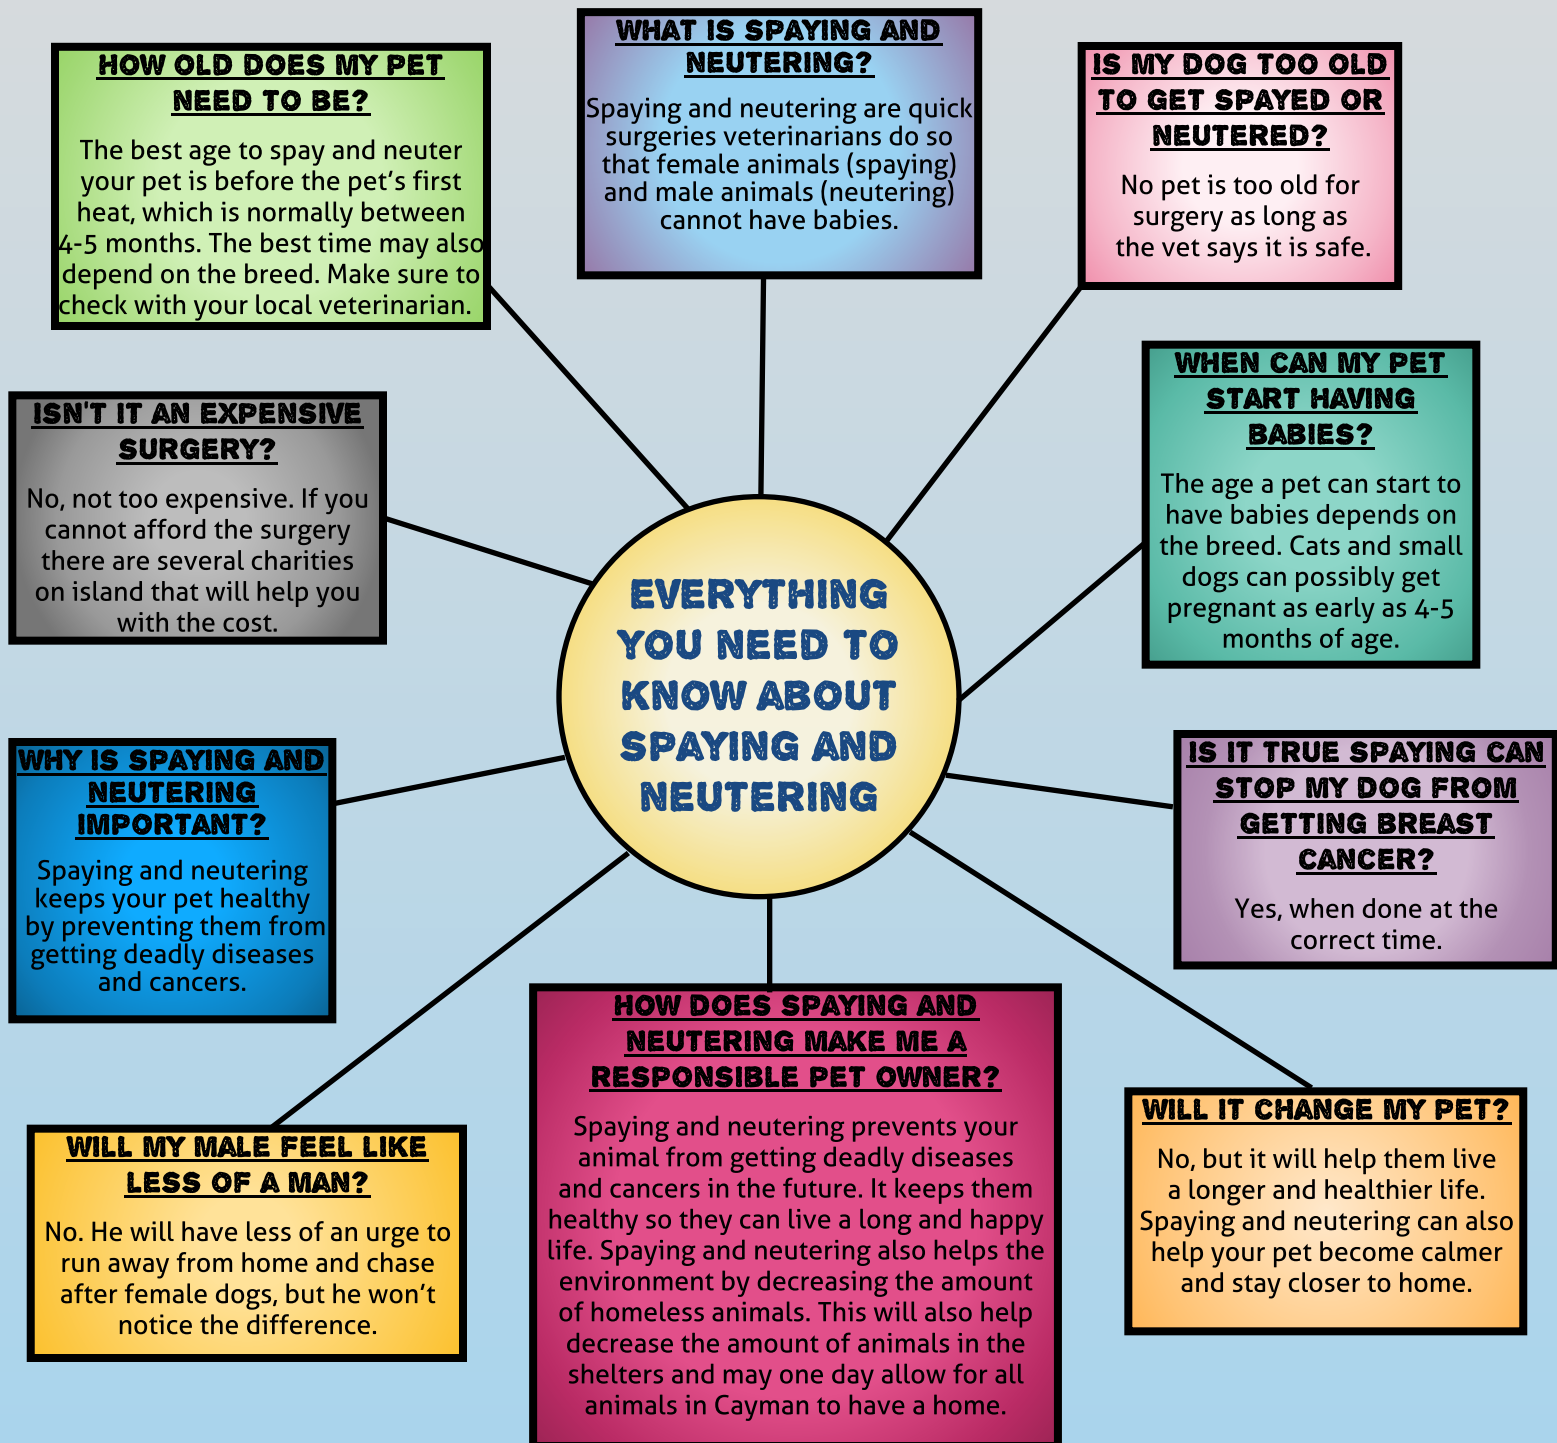 WHAT IS SPAYING AND
NEUTERING?
Spaying and neutering are quick
surgeries veterinarians do so
that female animals (spaying)
and male animals (neutering)
cannot have babies.
HOW OLD DOES MY PET
NEED TO BE?
The best age to spay and neuter
your pet is before the pet's first
heat, which is normally between
4-5 months. The best time may also
depend on the breed. Make sure to
check with your local veterinarian.
IS MY DOG TOO OLD
TO GET SPAYED OR
NEUTERED?
No pet is too old for
surgery as long as
the vet says it is safe.
ISN'T IT AN EXPENSIVE
SURGERY?
No, not too expensive. If you
cannot afford the surgery
there are several charities
on island that will help you
with the cost.
WHEN CAN MY PET
START HAVING
BABIES?
The age a pet can start to
have babies depends on
the breed. Cats and small
dogs can possibly get
pregnant as early as 4-5
months of age.
EVERYTHING
YOU NEED TO
KNOW ABOUT
SPAYING AND
NEUTERING
WHY IS SPAYING AND
NEUTERING
IMPORTANT?
Spaying and neutering
keeps your pet healthy
by preventing them from
getting deadly diseases
and cancers.
IS IT TRUE SPAYING CAN
STOP MY DOG FROM
GETTING BREAST
CANCER?
Yes, when done at the
correct time.
WILL MY MALE FEEL LIKE
LESS OF A MAN?
No. He will have less of an urge to
run away from home and chase
after female dogs, but he won't
notice the difference.
HOW DOES SPAYING AND
NEUTERING MAKE ME A
RESPONSIBLE PET OWNER?
Spaying and neutering prevents your
animal from getting deadly diseases
and cancers in the future. It keeps them
healthy so they can live a long and happy
life. Spaying and neutering also helps the
environment by decreasing the amount
of homeless animals. This will also help
decrease the amount of animals in the
shelters and may one day allow for all
animals in Cayman to have a home.
WILL IT CHANGE MY PET?
No, but it will help them live
a longer and healthier life.
Spaying and neutering can also
help your pet become calmer
and stay closer to home.